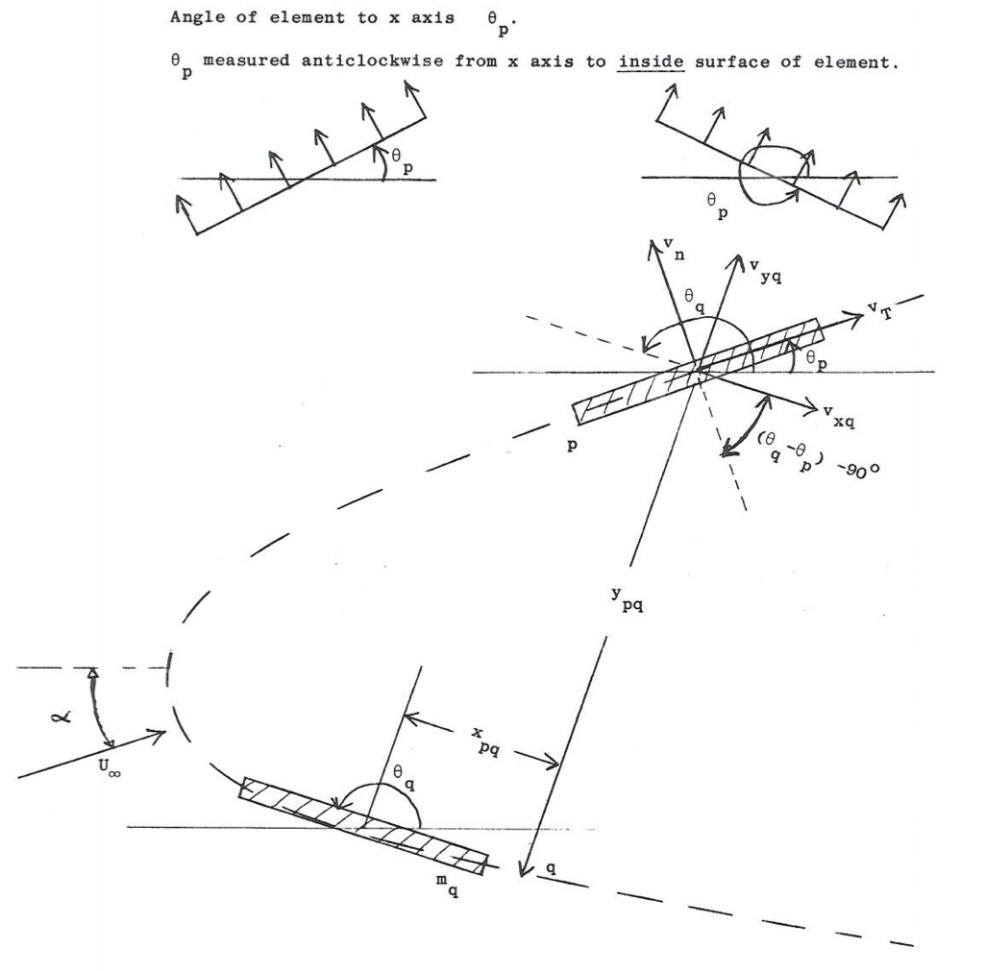 Angle of element to x axis θp.
θp measured anticlockwise from x axis to inside surface of element.
θp
θp
vn
vyq
θq
vT
θp
vxq
(θq-θp) -90°
p
ypq
α
U∞
xpq
θq
q
mq